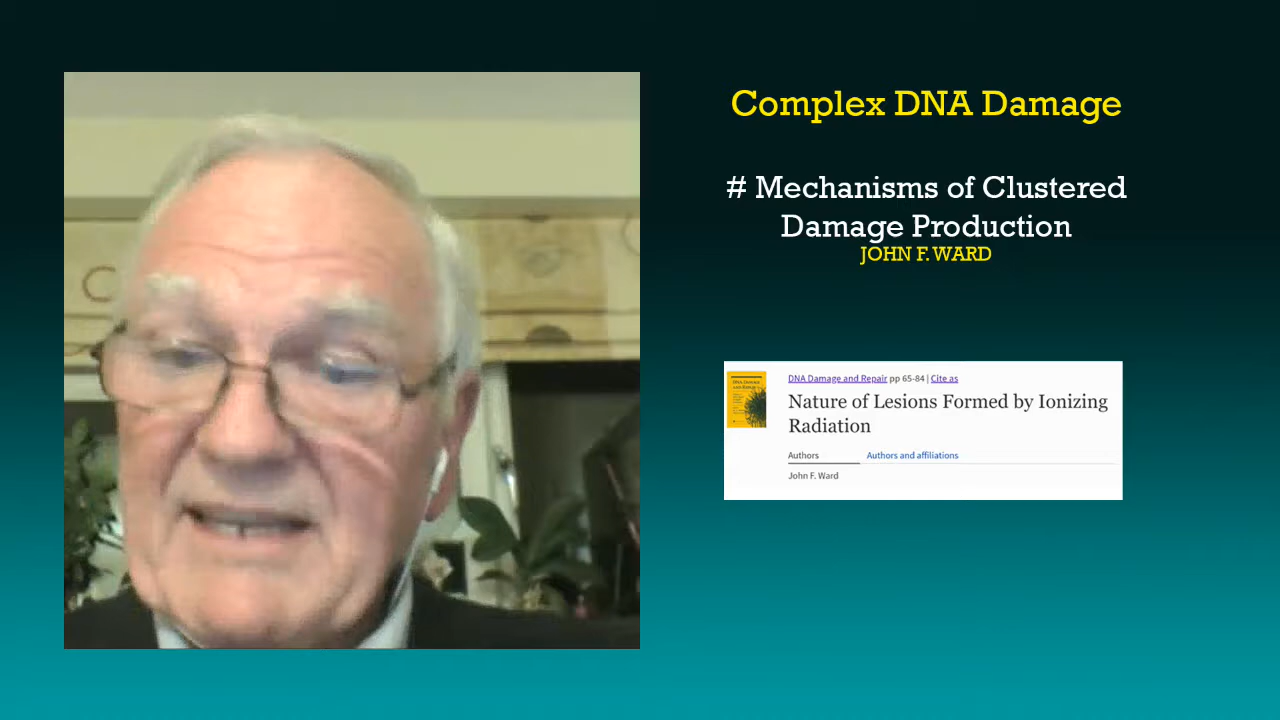 Complex DNA Damage
# Mechanisms of Clustered
Damage Production
JOHN F. WARD
DNA Damage and Repair pp 65-84 | Cite as
Nature of Lesions Formed by Ionizing
Radiation
Authors Authors and affiliations
John F. Ward